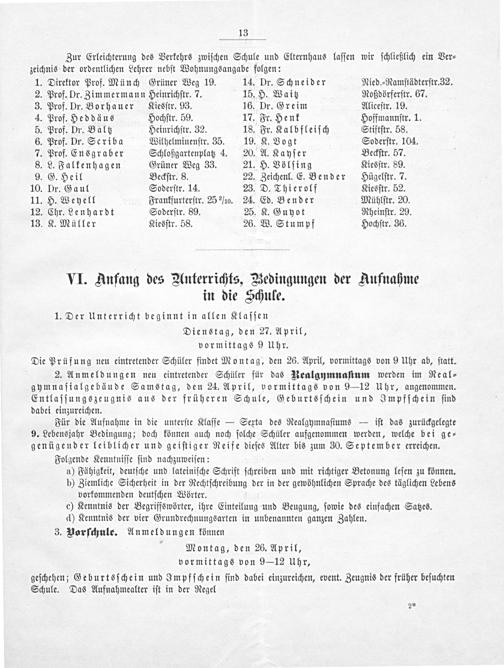 13
Zur Erleichterung des Verkehrs zwischen Schule und Elternhaus lassen wir schließlich ein Ver-
zeichnis der ordentlichen Lehrer nebst Wohnungsangabe folgen:
1. Direktor Prof. Münch Grüner Weg 19.
2. Prof. Dr. Zimmermann Heinrichstr. 7.
3. Prof. Dr. Borhauer Kiesstr. 93.
4. Prof. Heddäus Hochstr. 59.
5. Prof. Dr. Baltz Heinrichstr. 32.
6. Prof. Dr. Scriba Wilhelminenstr. 35.
7. Prof. Ensgraber Schloßgartenplatz 4.
8. L. Falkenhagen Grüner Weg 33.
9. G. Heil Beckstr. 8.
10. Dr. Gaul Soderstr. 14.
11. H. Weyell Frankfurterstr. 25
12. Chr. Lenhardt Soderstr. 89.
13. K. Müller Kiesstr. 58.
14. Dr. Schneider Nied.-Ramstädterstr. 32.
15. H. Waitz Roßdörferstr. 67.
16. Dr. Greim Alicestr. 19.
17. Fr. Henk Hoffmannstr. 1.
18. Fr. Kalbfleisch Stiftstr. 58.
19. K. Vogt Soderstr. 104.
20. A. Kayser Beckstr. 57.
21. H. Völsing Kiesstr. 89.
22. Zeichenl. E. Bender Hügelstr. 7.
23. D. Thierolf Kiesstr. 52.
24. Ed. Bender Mühlstr. 20.
25. K. Guyot Rheinstr. 29.
26. W. Stumpf Hochstr. 36.
VI. Anfang des Unterrichts, Bedingungen der Aufnahme
in die Schule.
1. Der Unterricht beginnt in allen Klassen
Dienstag, den 27. April,
vormittags 9 Uhr.
Die Prüfung neu eintretender Schüler findet Montag, den 26. April, vormittags von 9 Uhr ab, statt.
2. Anmeldungen neu eintretender Schüler für das Realgymnasium werden im Real-
gymnasialgebäude Samstag, den 24. April, vormittags von 9—12 Uhr, angenommen.
Entlassungszeugnis aus der früheren Schule, Geburtsschein und Impfschein sind
dabei einzureichen.
Für die Aufnahme in die unterste Klasse — Sexta des Realgymnasiums — ist das zurückgelegte
9. Lebensjahr Bedingung; doch können auch noch solche Schüler aufgenommen werden, welche bei ge-
nügender leiblicher und geistiger Reife dieses Alter bis zum 30. September erreichen.
Folgende Kenntnisse sind nachzuweisen:
a) Fähigkeit, deutsche und lateinische Schrift schreiben und mit richtiger Betonung lesen zu können.
b) Ziemliche Sicherheit in der Rechtschreibung der in der gewöhnlichen Sprache des täglichen Lebens
vorkommenden deutschen Wörter.
c) Kenntnis der Begriffswörter, ihre Einteilung und Beugung, sowie des einfachen Satzes.
d) Kenntnis der vier Grundrechnungsarten in unbenannten ganzen Zahlen.
3. Vorschule. Anmeldungen können
Montag, den 26. April,
vormittags von 9—12 Uhr,
geschehen; Geburtsschein und Impfschein sind dabei einzureichen, event. Zeugnis der früher besuchten
Schule. Das Aufnahmealter ist in der Regel
2*